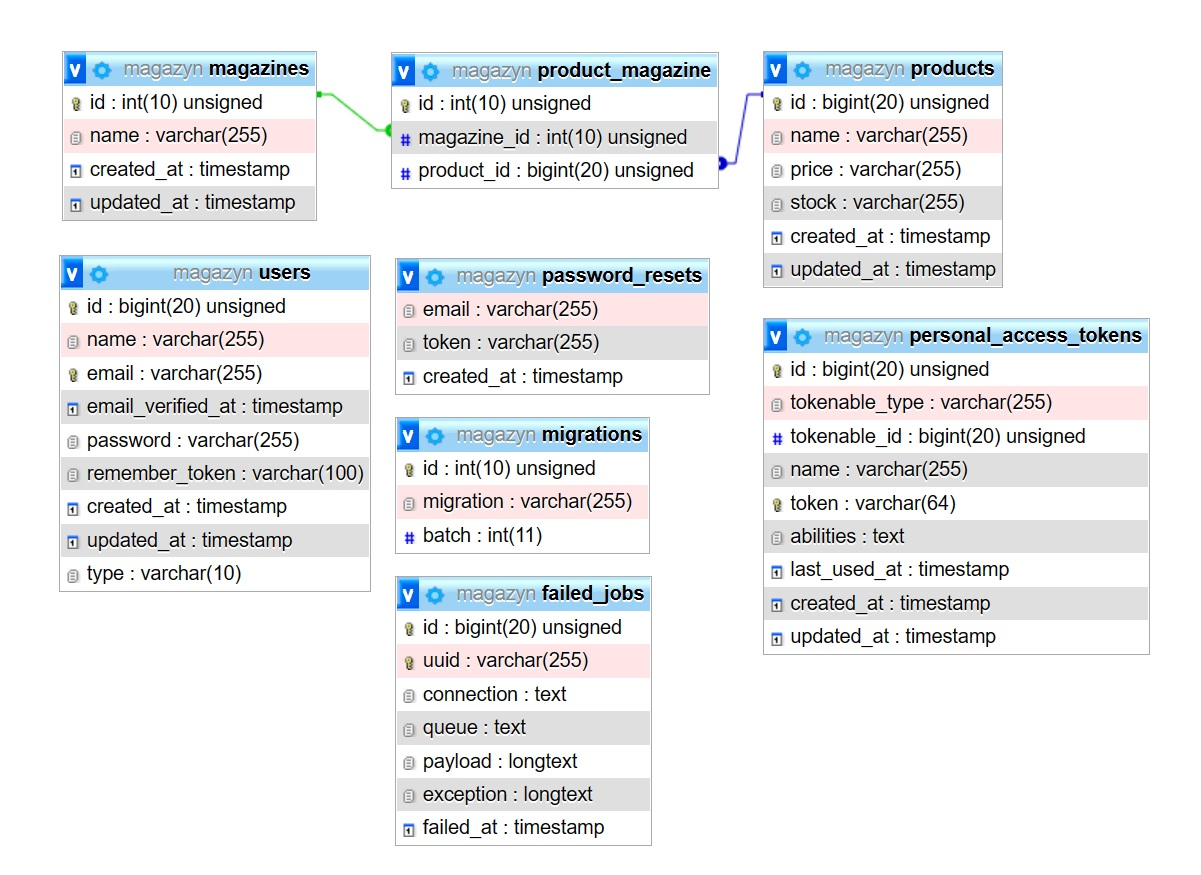 magazyn magazines
id : int(10) unsigned
name : varchar(255)
created_at : timestamp
updated_at : timestamp
magazyn product_magazine
id : int(10) unsigned
# magazine_id : int(10) unsigned
# product_id : bigint(20) unsigned
magazyn products
id : bigint(20) unsigned
name : varchar(255)
price : varchar(255)
stock : varchar(255)
created_at : timestamp
updated_at : timestamp
magazyn users
id : bigint(20) unsigned
name : varchar(255)
email : varchar(255)
email_verified_at : timestamp
password : varchar(255)
remember_token : varchar(100)
created_at : timestamp
updated_at : timestamp
type : varchar(10)
magazyn password_resets
email : varchar(255)
token : varchar(255)
created_at : timestamp
magazyn migrations
id : int(10) unsigned
migration : varchar(255)
# batch : int(11)
magazyn failed_jobs
id : bigint(20) unsigned
uuid : varchar(255)
connection : text
queue : text
payload : longtext
exception : longtext
failed_at : timestamp
magazyn personal_access_tokens
id : bigint(20) unsigned
tokenable_type : varchar(255)
# tokenable_id : bigint(20) unsigned
name : varchar(255)
token : varchar(64)
abilities : text
last_used_at : timestamp
created_at : timestamp
updated_at : timestamp